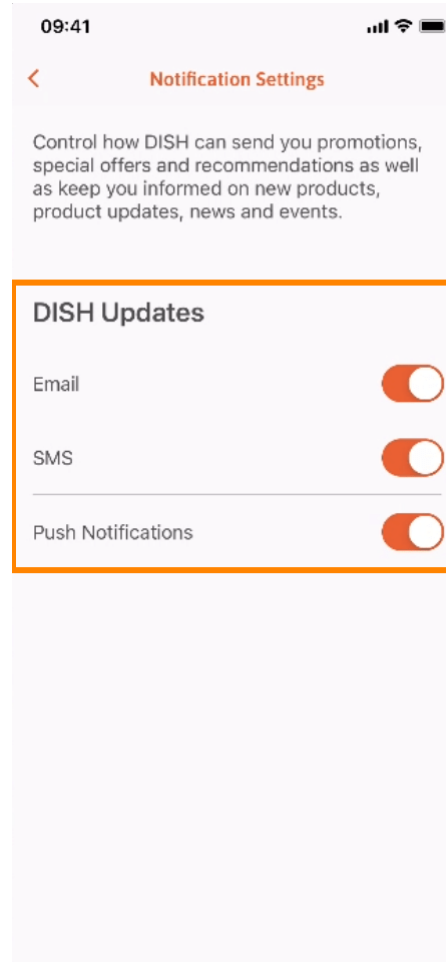 09:41
Notification Settings
Control how DISH can send you promotions,
special offers and recommendations as well
as keep you informed on new products,
product updates, news and events.
DISH Updates
Email
SMS
Push Notifications